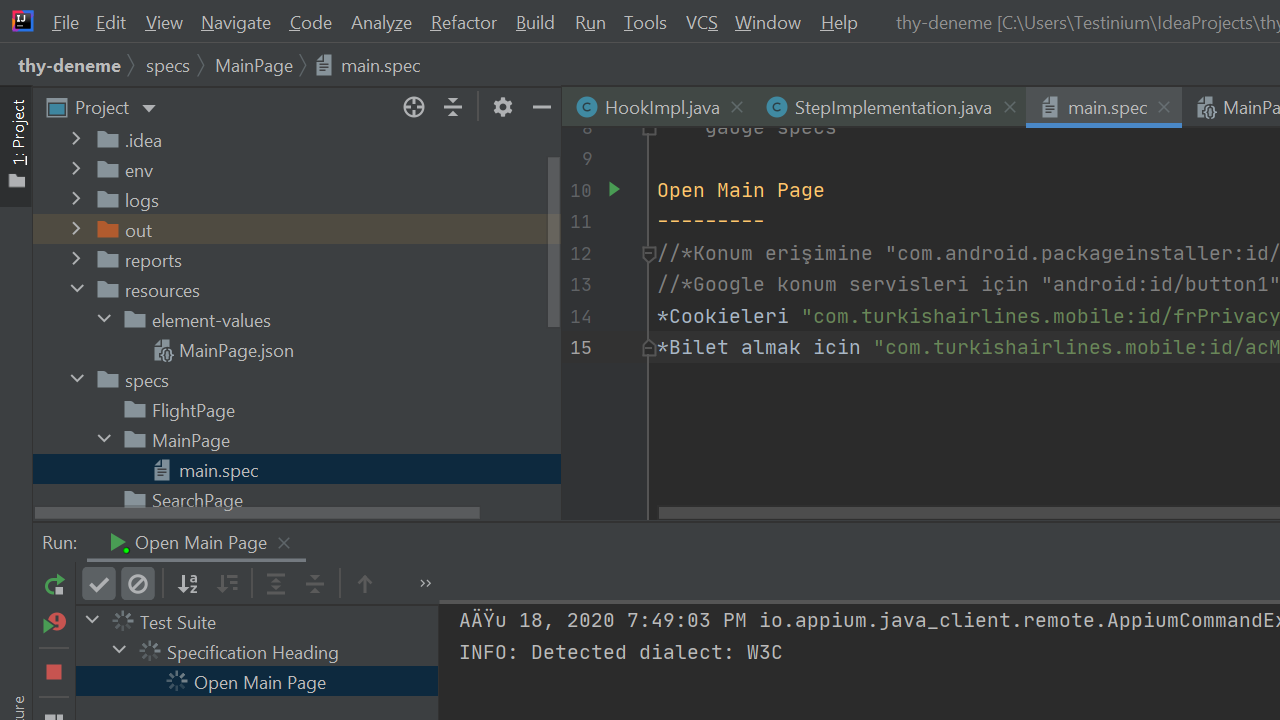 File Edit View Navigate Code Analyze Refactor Build Run Tools VCS Window Help thy-deneme [C:\Users\Testinium\IdeaProjects\thy
thy-deneme specs MainPage main.spec
1: Project
Project
HookImpl.java StepImplementation.java main.spec MainPa
.idea
env
logs
out
reports
resources
element-values
MainPage.json
specs
FlightPage
MainPage
main.spec
SearchPage
8 gauge specs
9
10 Open Main Page
11 ---------
12 //*Konum erişimine "com.android.packageinstaller:id/
13 //*Google konum servisleri için "android:id/button1"
14 *Cookieleri "com.turkishairlines.mobile:id/frPrivacy
15 *Bilet almak icin "com.turkishairlines.mobile:id/acM
Run: Open Main Page
Test Suite
Specification Heading
Open Main Page
AÄŸu 18, 2020 7:49:03 PM io.appium.java_client.remote.AppiumCommandEx
INFO: Detected dialect: W3C
ture